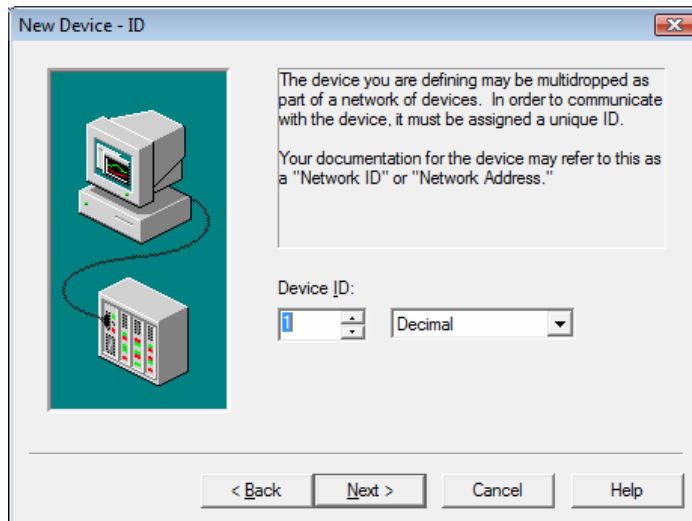 New Device - ID
The device you are defining may be multidropped as
part of a network of devices. In order to communicate
with the device, it must be assigned a unique ID.
Your documentation for the device may refer to this as
a "Network ID" or "Network Address."
Device ID:
1 Decimal
< Back Next > Cancel Help